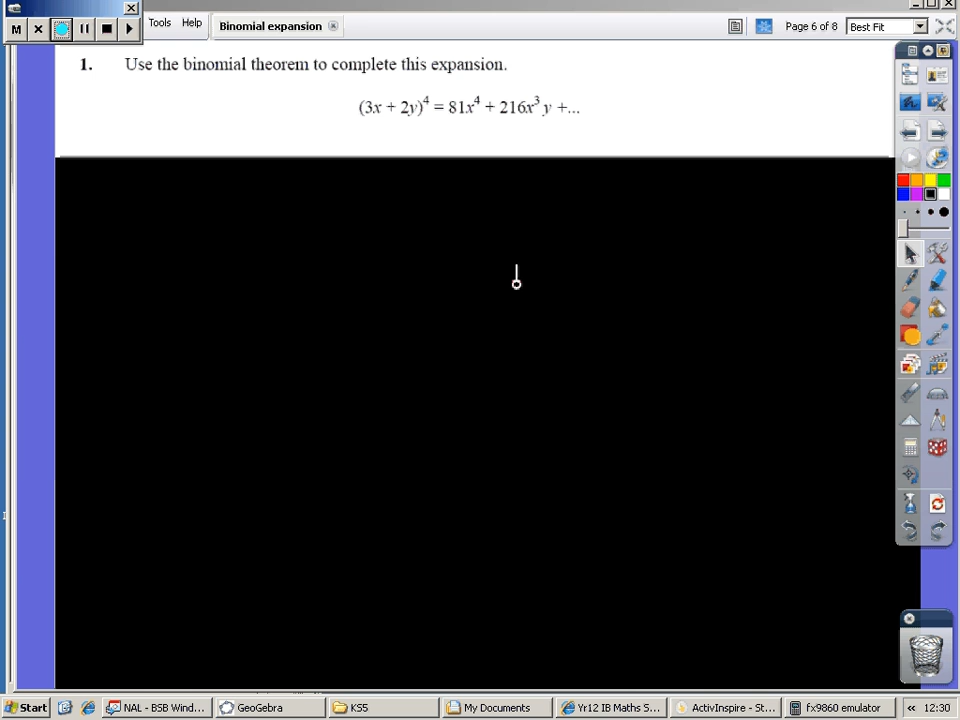 M
Tools Help Binomial expansion Page 6 of 8 Best Fit
1. Use the binomial theorem to complete this expansion.
(3x + 2y)⁴ = 81x⁴ + 216x³ y +...
Start NAL - BSB Wind... GeoGebra KS5 My Documents Yr12 IB Maths S... ActivInspire - St... fx9860 emulator « 12:30